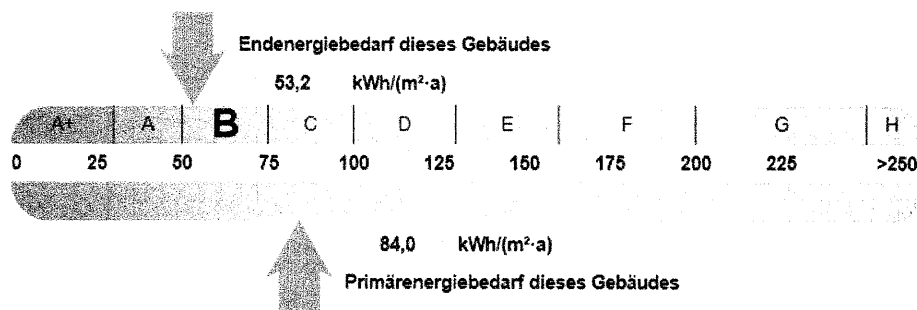 Endenergiebedarf dieses Gebäudes
53,2 kWh/(m²·a)
A+ A B C D E F G H
0 25 50 75 100 125 150 175 200 225 >250
84,0 kWh/(m²·a)
Primärenergiebedarf dieses Gebäudes